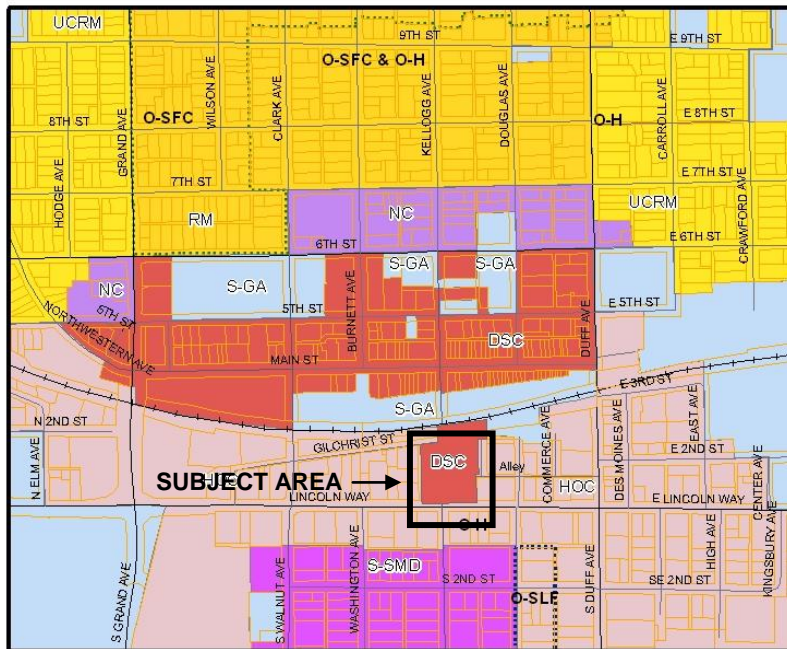 UCRM
9TH ST
E 9TH ST
O-SFC & O-H
WILSON AVE
CLARK AVE
KELLOGG AVE
DOUGLAS AVE
CARROLL AVE
8TH ST
GRAND AVE
O-SFC
O-H
E 8TH ST
HODGE AVE
7TH ST
E 7TH ST
CRAWFORD AVE
RM
NC
UCRM
6TH ST
E 6TH ST
S-GA
S-GA
S-GA
NC
5TH ST
BURNETT AVE
DUFF AVE
E 5TH ST
5TH ST
NORTHWESTERN AVE
MAIN ST
DSC
E 3RD ST
S-GA
N 2ND ST
GILCHRIST ST
COMMERCE AVE
DES MOINES AVE
EAST AVE
E 2ND ST
N ELM AVE
DSC
Alley
SUBJECT AREA
HOC
HOC
LINCOLN WAY
E LINCOLN WAY
CENTER AVE
O-H
S GRAND AVE
S WALNUT AVE
WASHINGTON AVE
S-SMD
S 2ND ST
O-SLF
S DUFF AVE
SE 2ND ST
HIGH AVE
KINGSBURY AVE